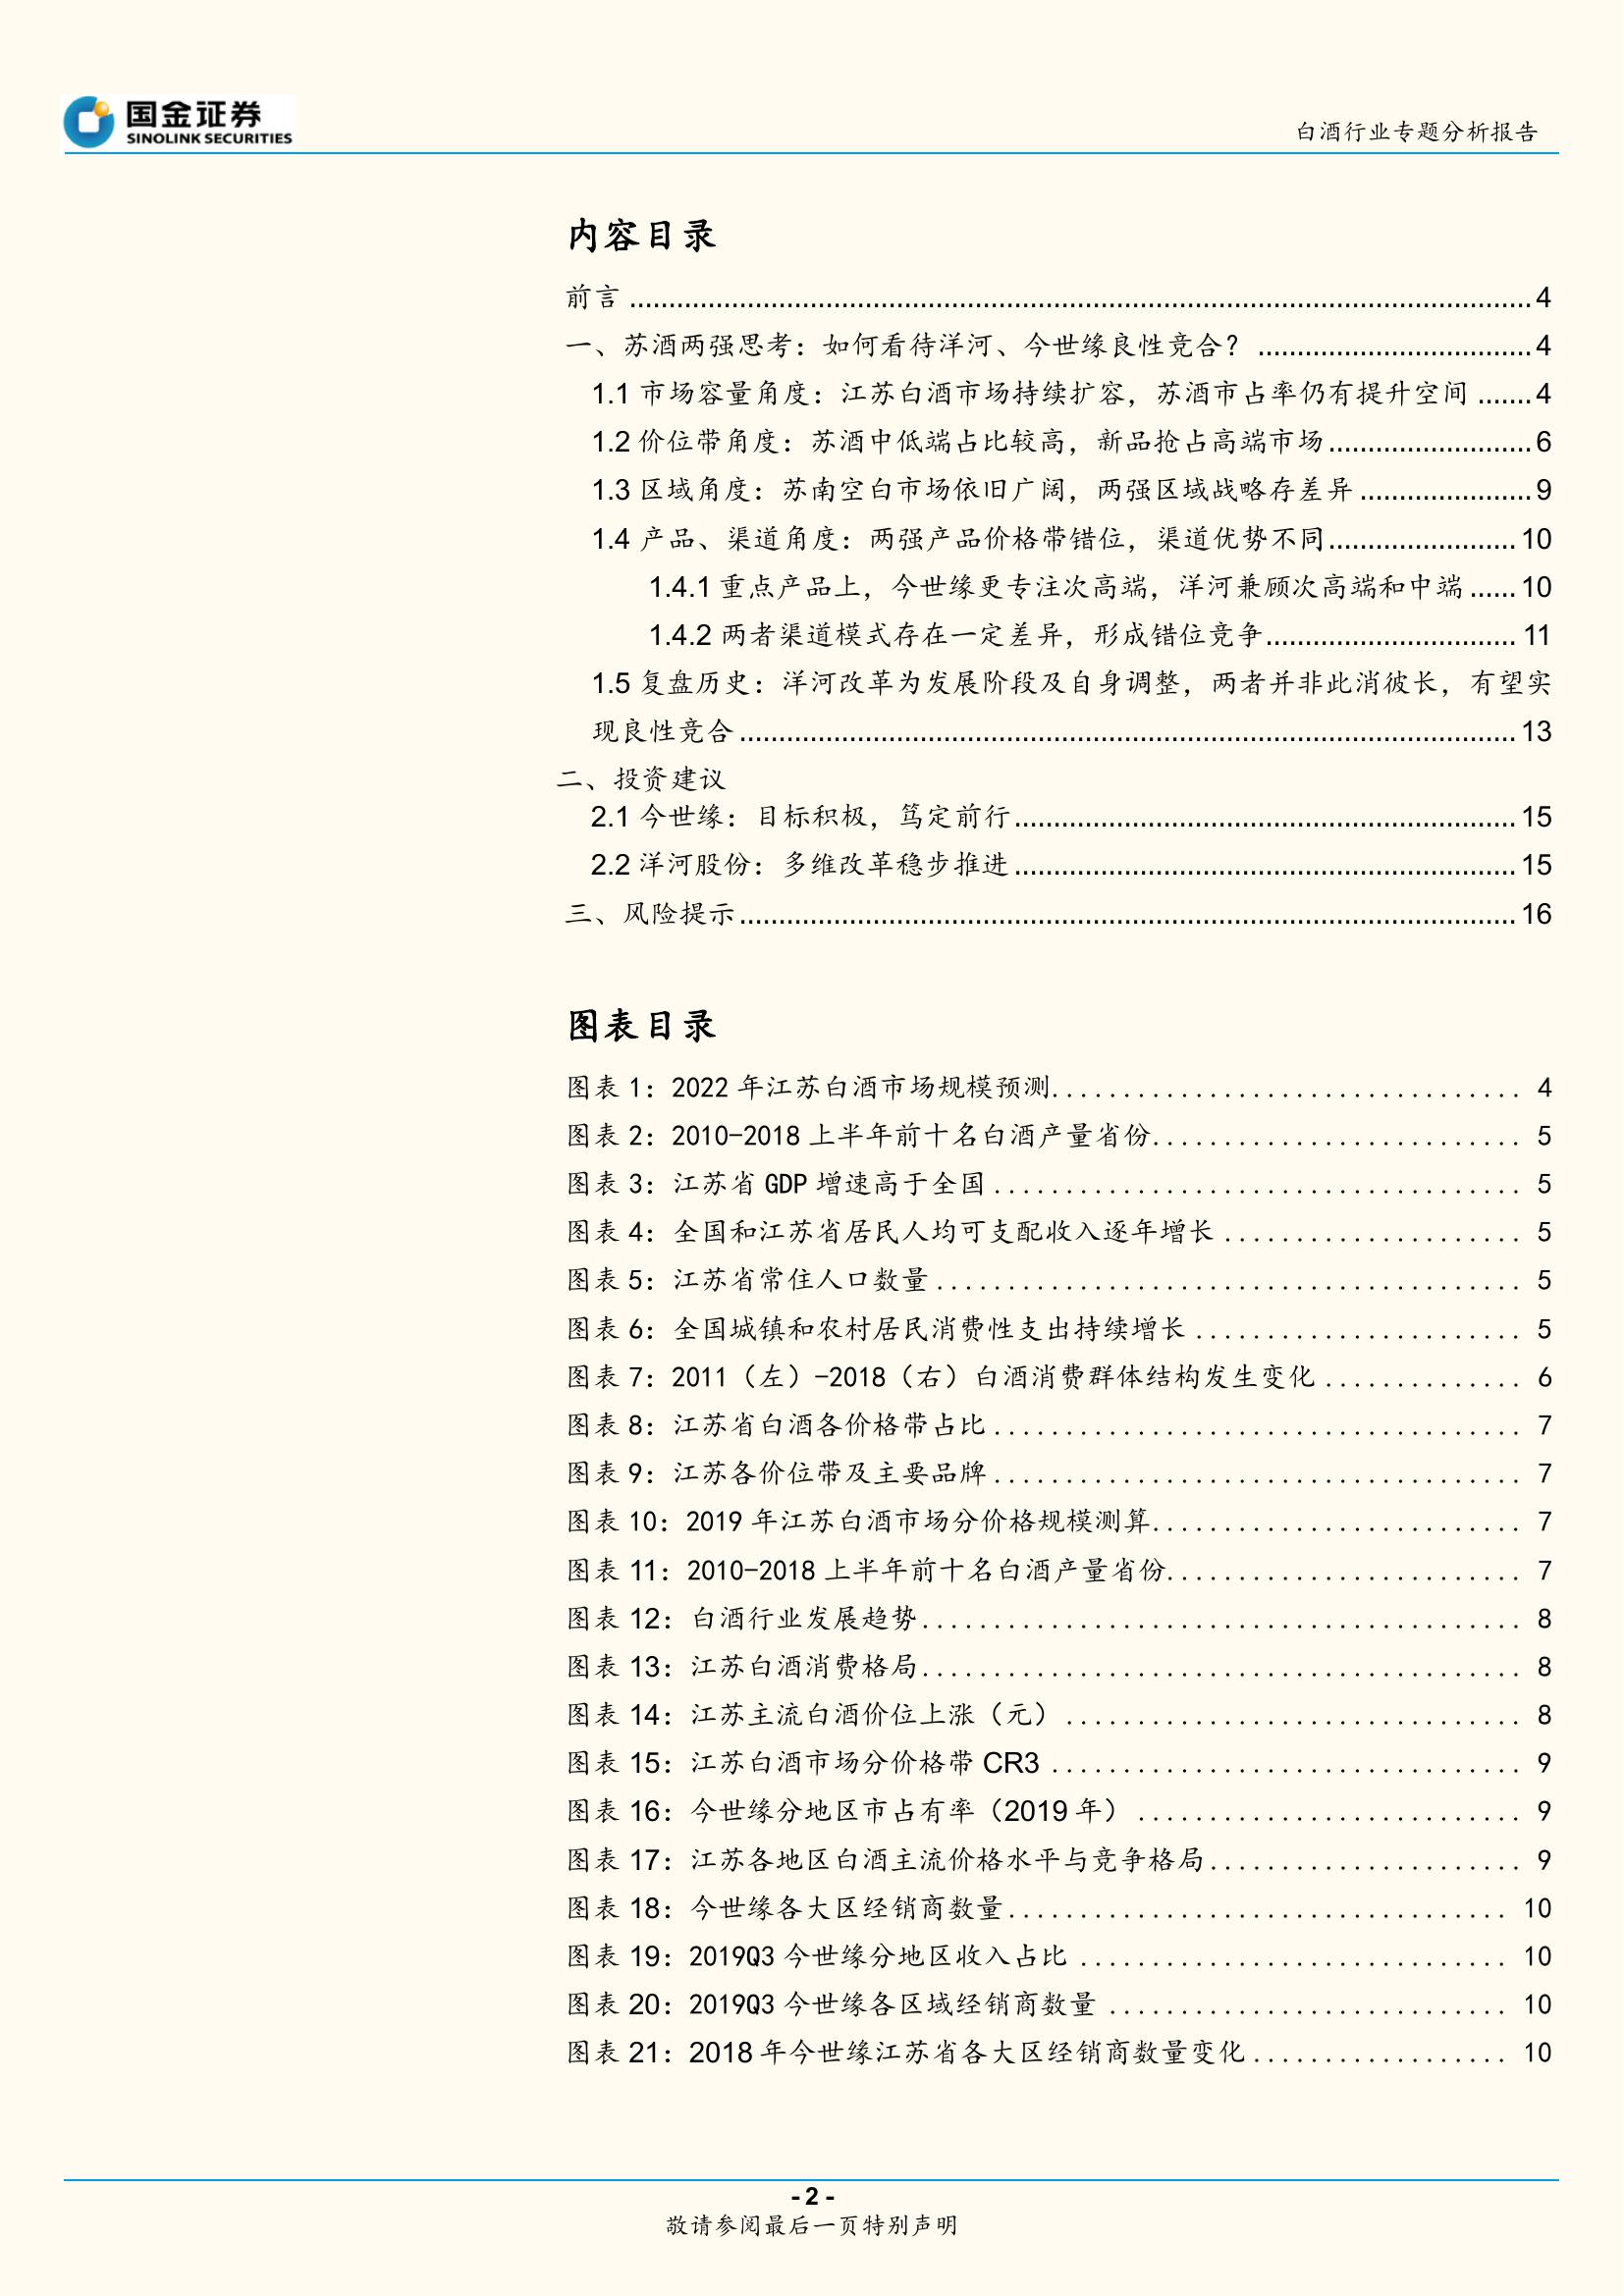 国金证券
SINOLINK SECURITIES
白酒行业专题分析报告
内容目录
前言 ........................................ 4
一、苏酒两强思考：如何看待洋河、今世缘良性竞合？ ........................................ 4
1.1 市场容量角度：江苏白酒市场持续扩容，苏酒市占率仍有提升空间 ....... 4
1.2 价位带角度：苏酒中低端占比较高，新品抢占高端市场 .......................... 6
1.3 区域角度：苏南空白市场依旧广阔，两强区域战略存差异 ...................... 9
1.4 产品、渠道角度：两强产品价格带错位，渠道优势不同 ........................ 10
1.4.1 重点产品上，今世缘更专注次高端，洋河兼顾次高端和中端 ...... 10
1.4.2 两者渠道模式存在一定差异，形成错位竞争 ................................ 11
1.5 复盘历史：洋河改革为发展阶段及自身调整，两者并非此消彼长，有望实
现良性竞合 ........................................ 13
二、投资建议
2.1 今世缘：目标积极，笃定前行 ........................................ 15
2.2 洋河股份：多维改革稳步推进 ........................................ 15
三、风险提示 ........................................ 16
图表目录
图表 1：2022 年江苏白酒市场规模预测 ................................. 4
图表 2：2010-2018 上半年前十名白酒产量省份 .......................... 5
图表 3：江苏省 GDP 增速高于全国 ..................................... 5
图表 4：全国和江苏省居民人均可支配收入逐年增长 ..................... 5
图表 5：江苏省常住人口数量 ......................................... 5
图表 6：全国城镇和农村居民消费性支出持续增长 ....................... 5
图表 7：2011（左）-2018（右）白酒消费群体结构发生变化 .............. 6
图表 8：江苏省白酒各价格带占比 ..................................... 7
图表 9：江苏各价位带及主要品牌 ..................................... 7
图表 10：2019 年江苏白酒市场分价格规模测算 .......................... 7
图表 11：2010-2018 上半年前十名白酒产量省份 ......................... 7
图表 12：白酒行业发展趋势 .......................................... 8
图表 13：江苏白酒消费格局 .......................................... 8
图表 14：江苏主流白酒价位上涨（元） ................................ 8
图表 15：江苏白酒市场分价格带 CR3 ................................. 9
图表 16：今世缘分地区市占有率（2019 年） ........................... 9
图表 17：江苏各地区白酒主流价格水平与竞争格局 ...................... 9
图表 18：今世缘各大区经销商数量 ................................... 10
图表 19：2019Q3 今世缘分地区收入占比 .............................. 10
图表 20：2019Q3 今世缘各区域经销商数量 ............................ 10
图表 21：2018 年今世缘江苏省各大区经销商数量变化 .................. 10
- 2 -
敬请参阅最后一页特别声明